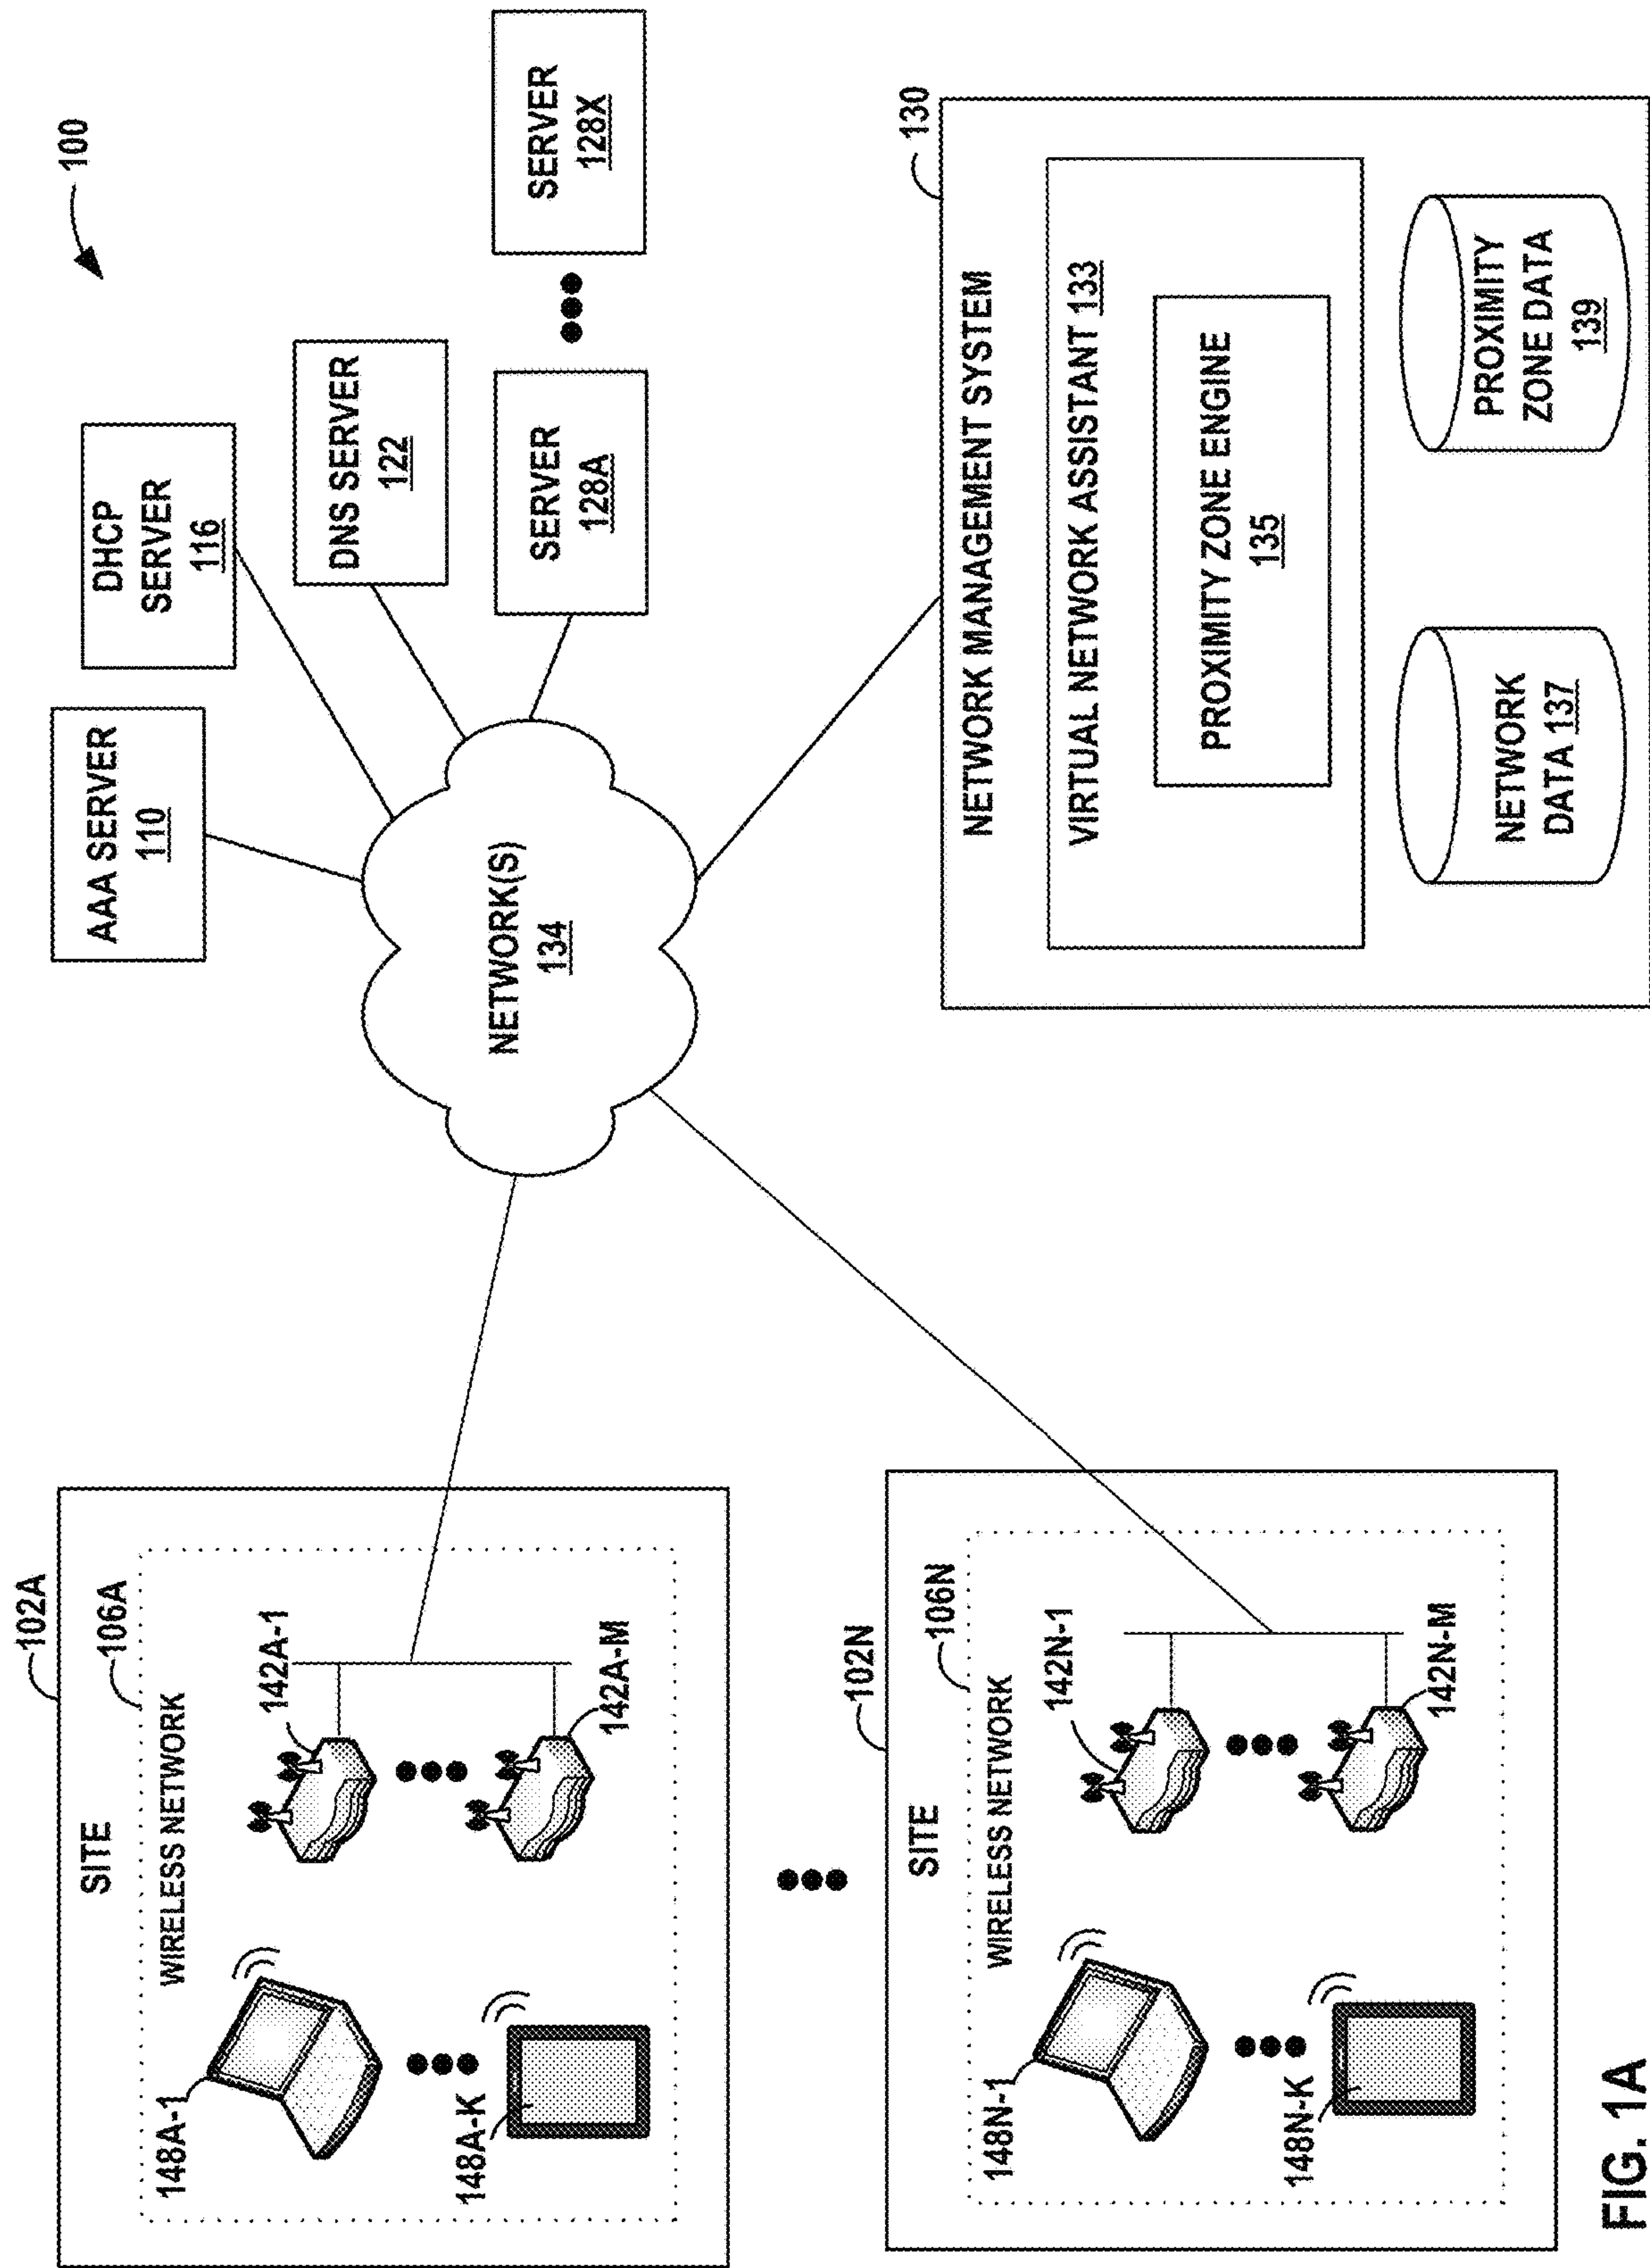 100
102A
SITE
106A
WIRELESS NETWORK
148A-1
142A-1
148A-K
142A-M
102N
SITE
106N
WIRELESS NETWORK
148N-1
142N-1
148N-K
142N-M
NETWORK(S)
134
AAA SERVER
110
DHCP
SERVER
116
DNS SERVER
122
SERVER
128A
SERVER
128X
130
NETWORK MANAGEMENT SYSTEM
VIRTUAL NETWORK ASSISTANT 133
PROXIMITY ZONE ENGINE
135
NETWORK
DATA 137
PROXIMITY
ZONE DATA
139
FIG. 1A